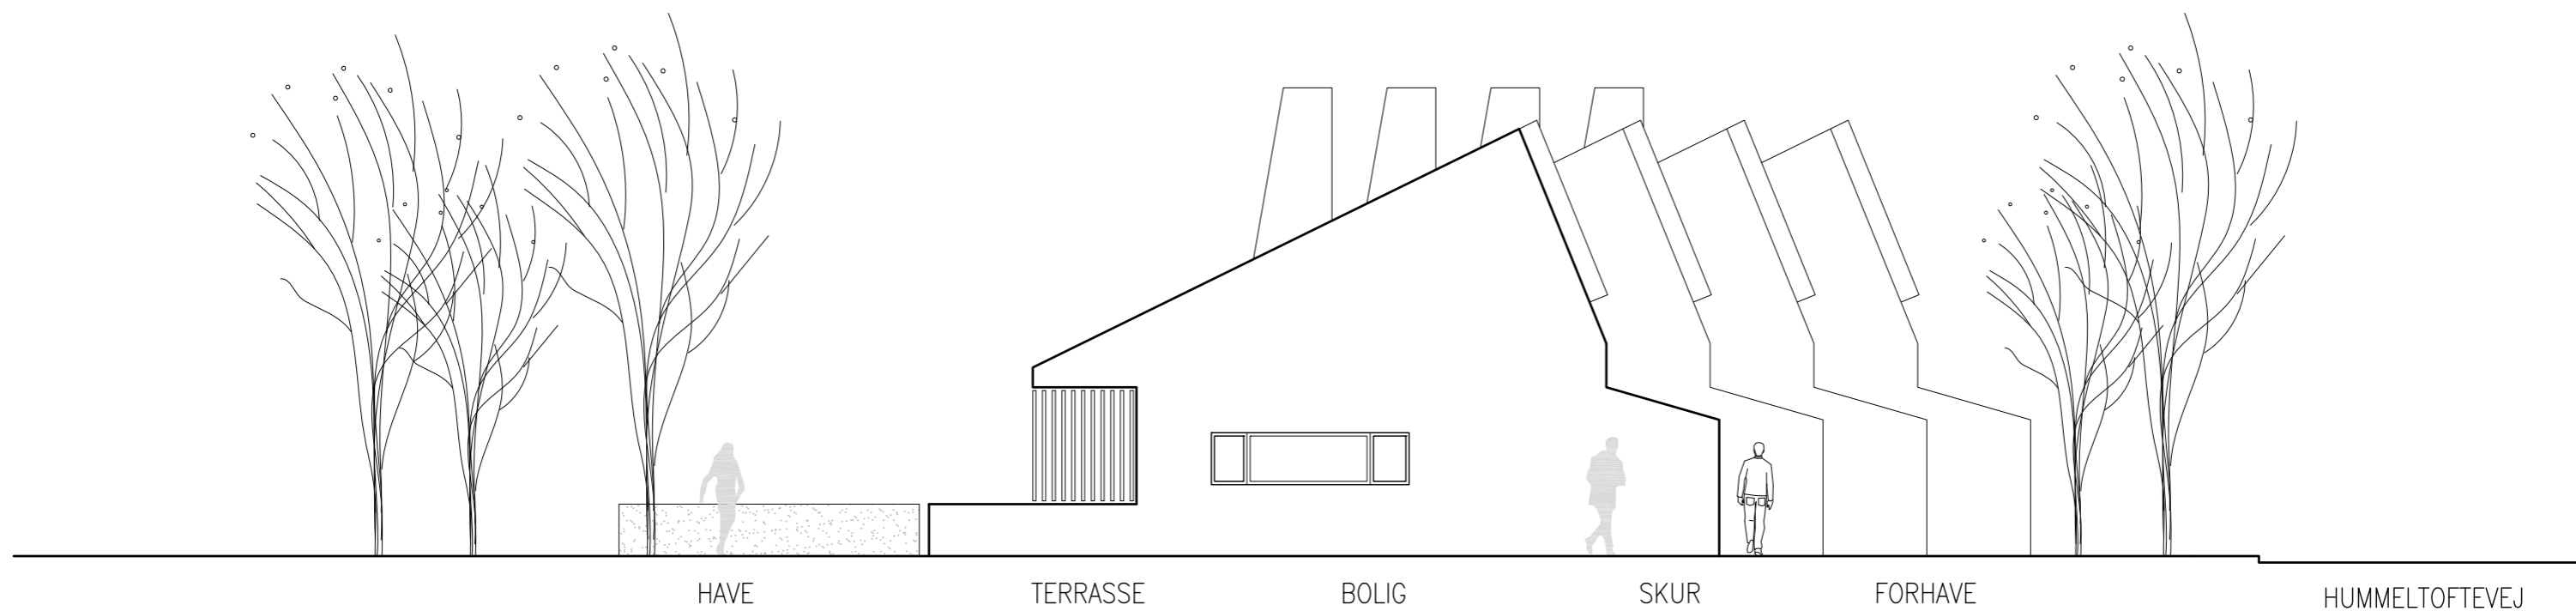 HAVE
TERRASSE
BOLIG
SKUR
FORHAVE
HUMMELTOFTEVEJ